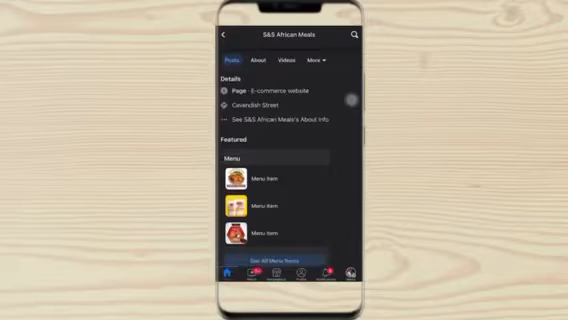 S&S African Meals
Posts About Videos More
Details
Page · E-commerce website
Cavendish Street
See S&S African Meals's About Info
Featured
Menu
Menu Item
Menu Item
Menu Item
See All Menu Items